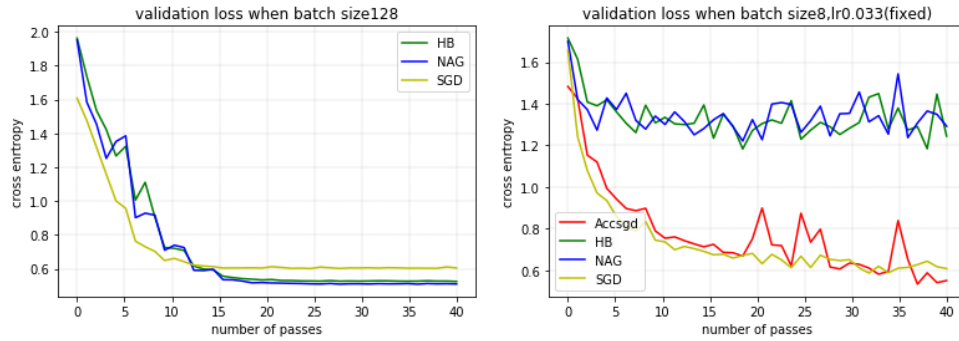 validation loss when batch size128
2.0
1.8
1.6
1.4
1.2
1.0
0.8
0.6
cross enrtropy
0
5
10
15
20
25
30
35
40
number of passes
HB
NAG
SGD
validation loss when batch size8,lr0.033(fixed)
1.6
1.4
1.2
1.0
0.8
0.6
cross enrtropy
0
5
10
15
20
25
30
35
40
number of passes
Accsgd
HB
NAG
SGD